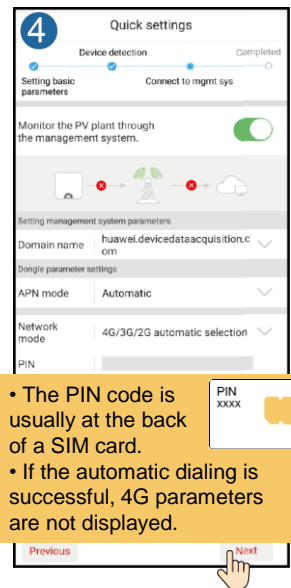 4
Quick settings
Device detection
Completed
Setting basic
parameters
Connect to mgmt sys
Monitor the PV plant through
the management system.
Setting management system parameters
Domain name
huawei.devicedataacquisition.c
om
Dongle parameter settings
APN mode
Automatic
Network
mode
4G/3G/2G automatic selection
PIN
• The PIN code is
usually at the back
of a SIM card.
PIN
xxxx
• If the automatic dialing is
successful, 4G parameters
are not displayed.
Previous
Next